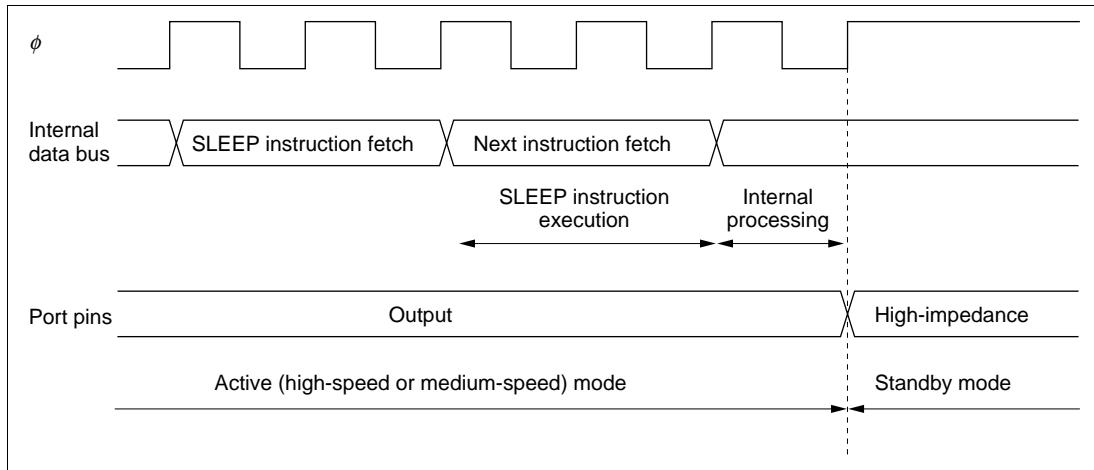 ϕ
Internal
data bus
SLEEP instruction fetch
Next instruction fetch
SLEEP instruction
execution
Internal
processing
Port pins
Output
High-impedance
Active (high-speed or medium-speed) mode
Standby mode